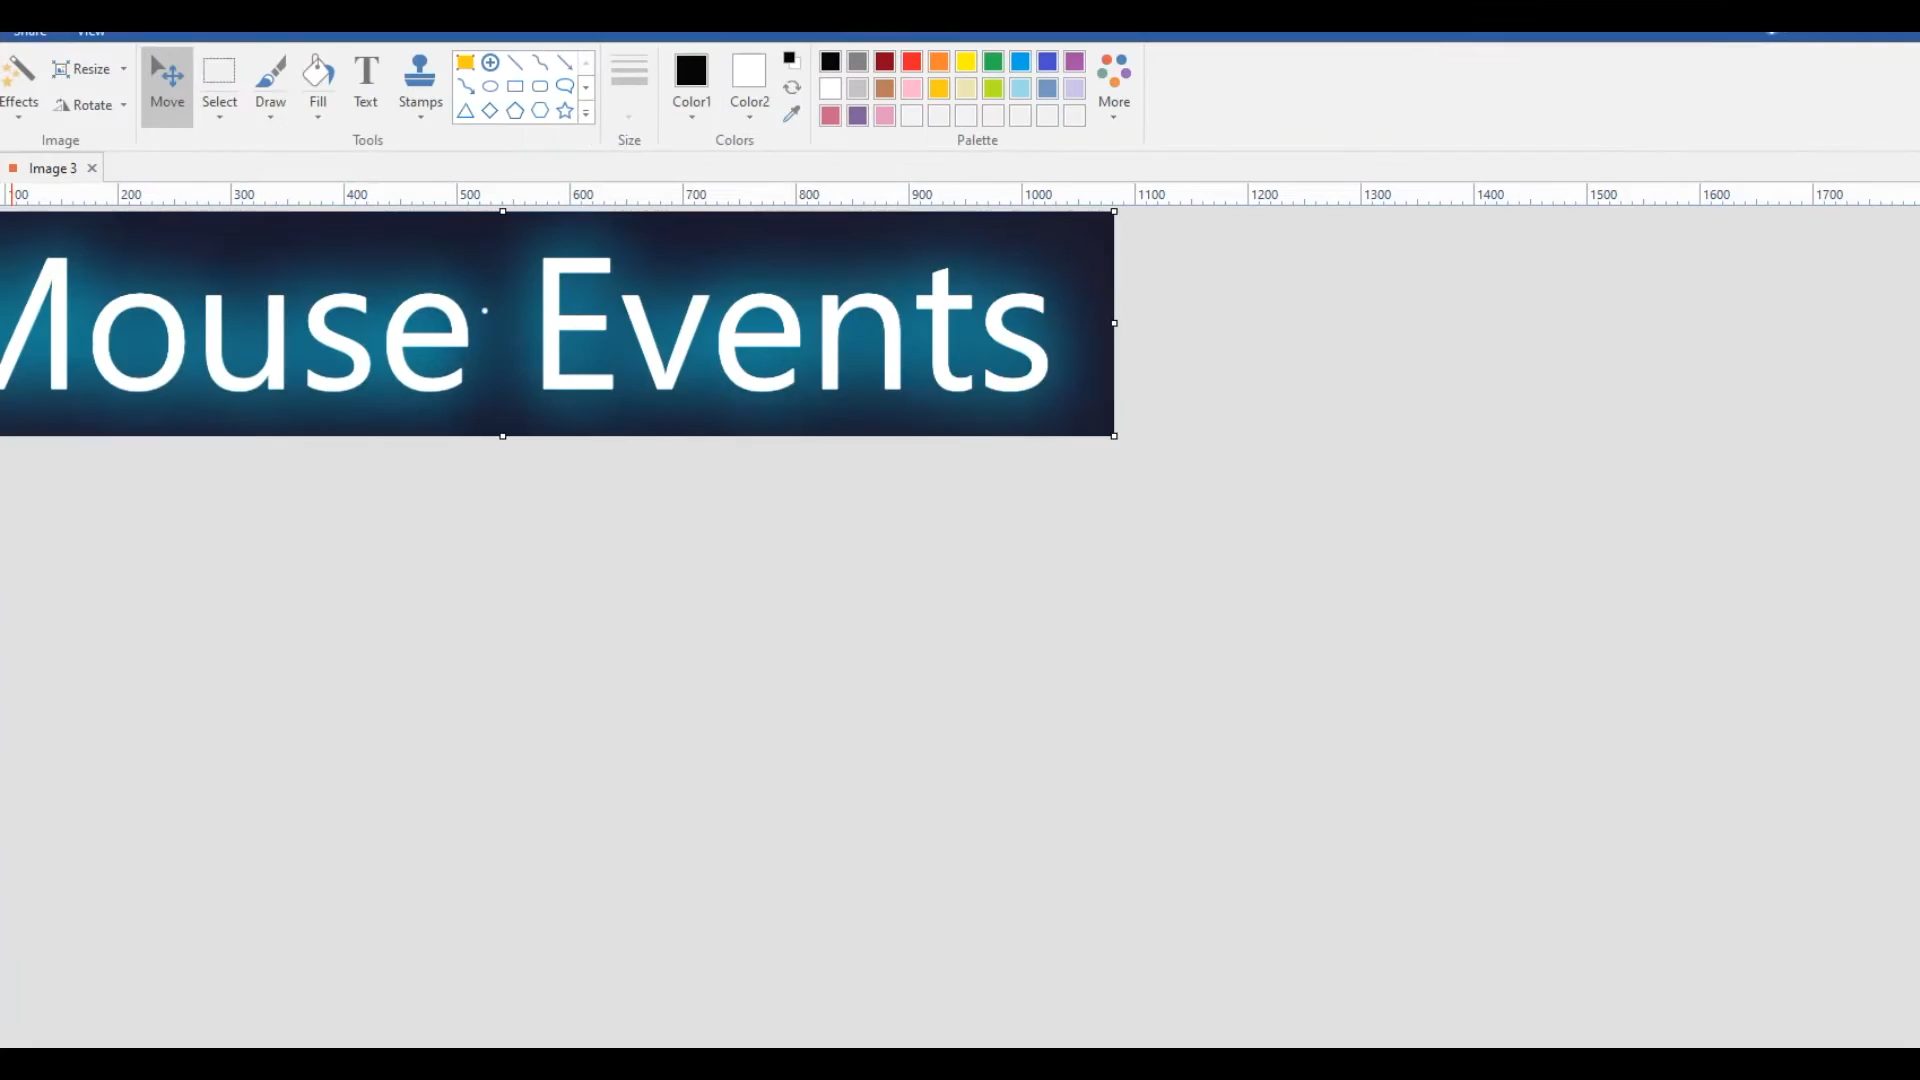 Share View
Effects Resize Rotate Move Select Draw Fill Text Stamps Color1 Color2 More
Image Tools Size Colors Palette
Image 3
100 200 300 400 500 600 700 800 900 1000 1100 1200 1300 1400 1500 1600 1700
Mouse Events